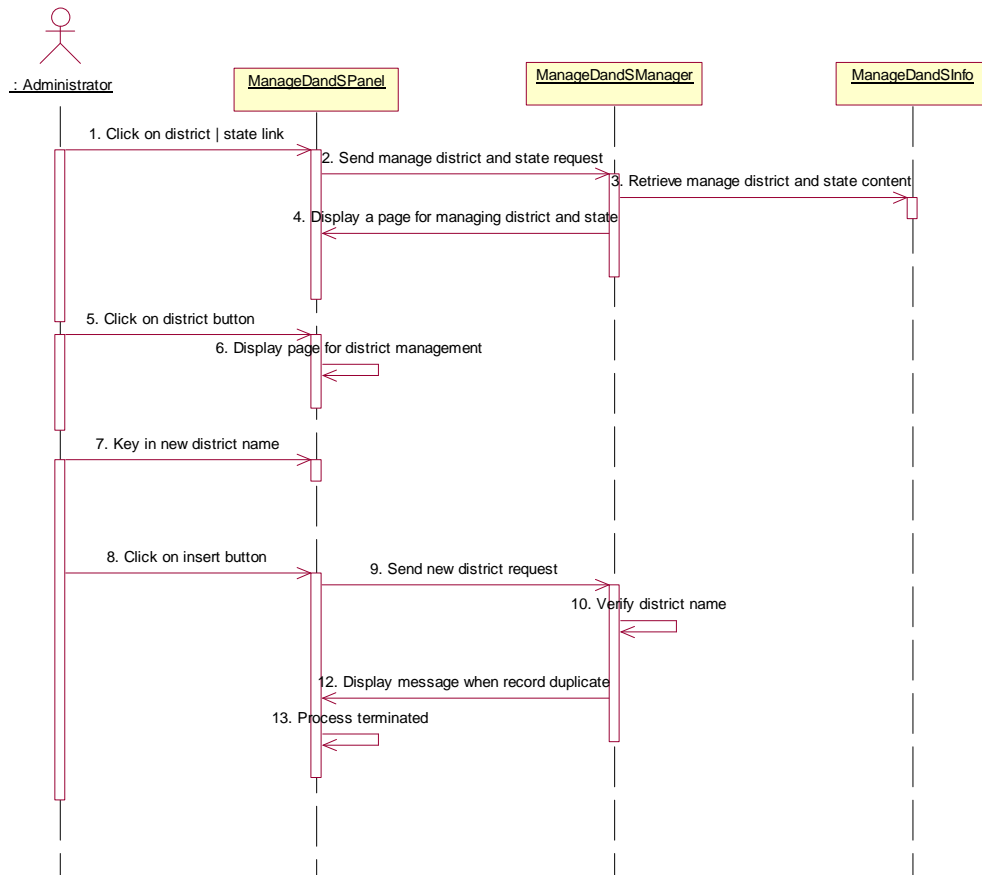 : Administrator
ManageDandSPanel
ManageDandSManager
ManageDandSInfo
1. Click on district | state link
2. Send manage district and state request
3. Retrieve manage district and state content
4. Display a page for managing district and state
5. Click on district button
6. Display page for district management
7. Key in new district name
8. Click on insert button
9. Send new district request
10. Verify district name
12. Display message when record duplicate
13. Process terminated